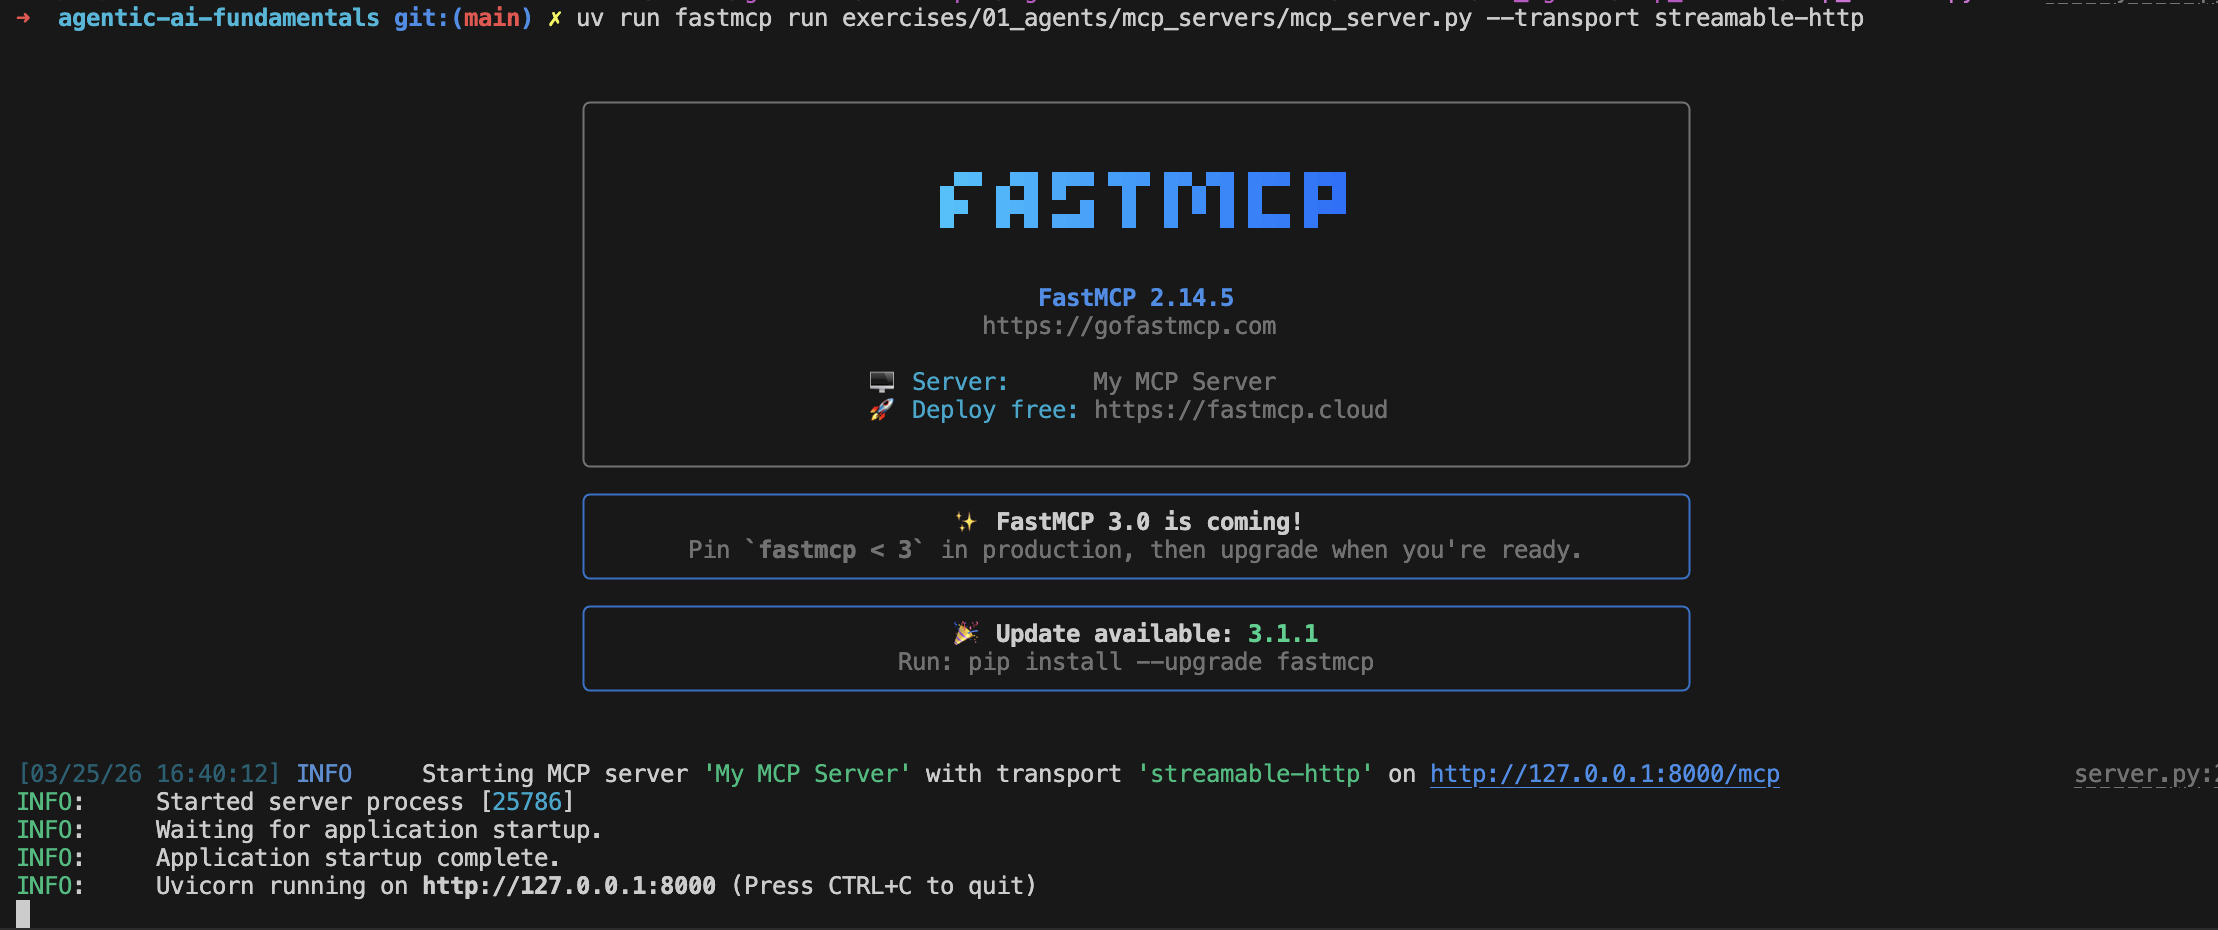 ➜ agentic-ai-fundamentals git:(main) ✗ uv run fastmcp run exercises/01_agents/mcp_servers/mcp_server.py --transport streamable-http
FASTMCP
FastMCP 2.14.5
https://gofastmcp.com
🖥 Server: My MCP Server
🚀 Deploy free: https://fastmcp.cloud
✨ FastMCP 3.0 is coming!
Pin `fastmcp < 3` in production, then upgrade when you're ready.
🎉 Update available: 3.1.1
Run: pip install --upgrade fastmcp
[03/25/26 16:40:12] INFO Starting MCP server 'My MCP Server' with transport 'streamable-http' on http://127.0.0.1:8000/mcp server.py:
INFO: Started server process [25786]
INFO: Waiting for application startup.
INFO: Application startup complete.
INFO: Uvicorn running on http://127.0.0.1:8000 (Press CTRL+C to quit)